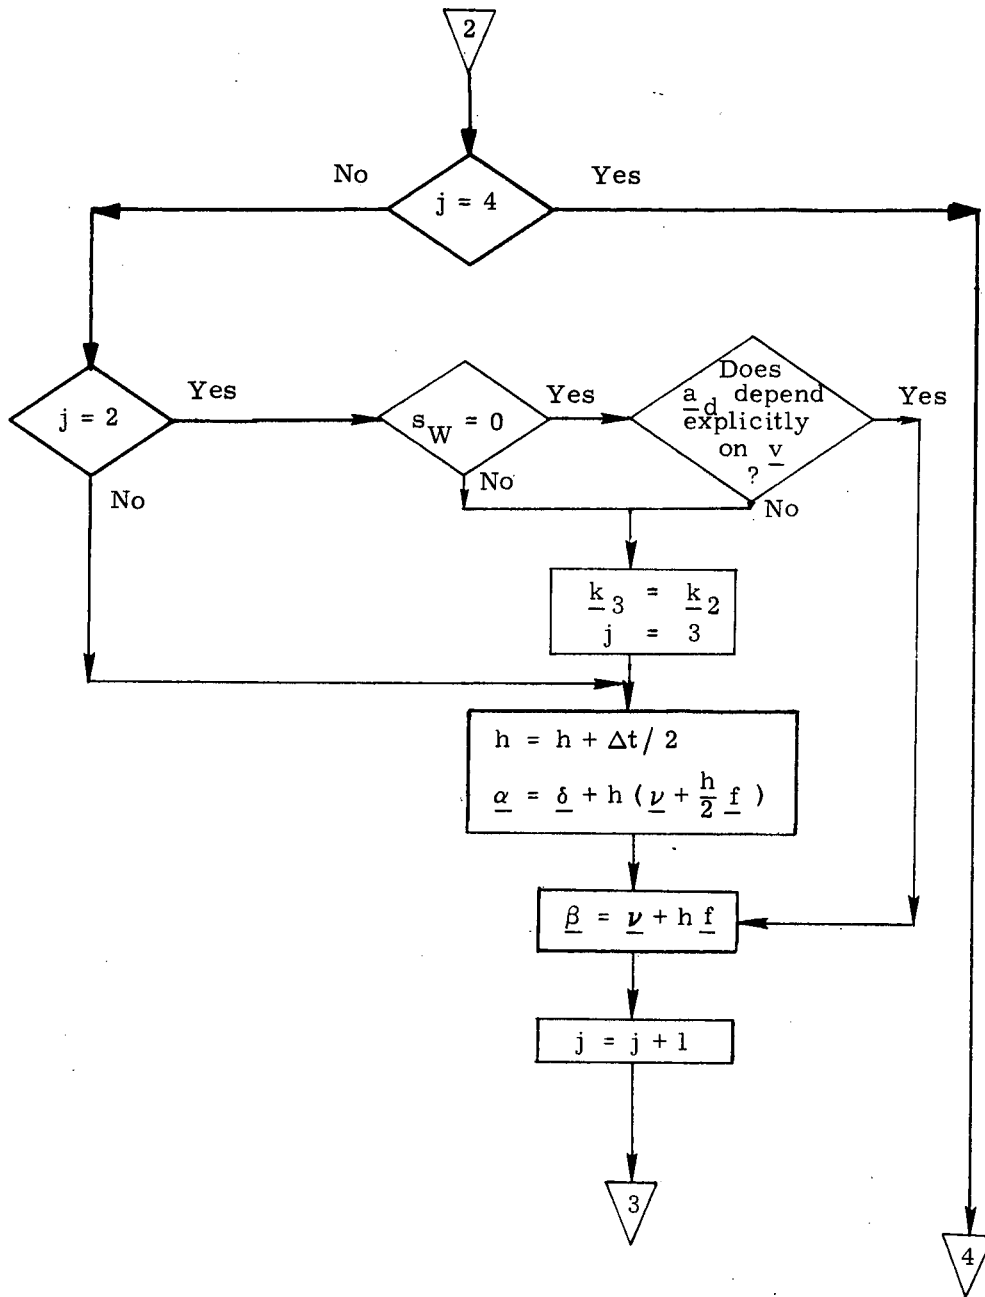 2
No
Yes
j = 4
Does
a_d depend
explicitly
on v
?
j = 2
Yes
s_W = 0
Yes
Yes
No
No
No
k_3 = k_2
j = 3
h = h + Δt / 2
α = δ + h ( ν + h/2 f )
β = ν + h f
j = j + 1
3
4